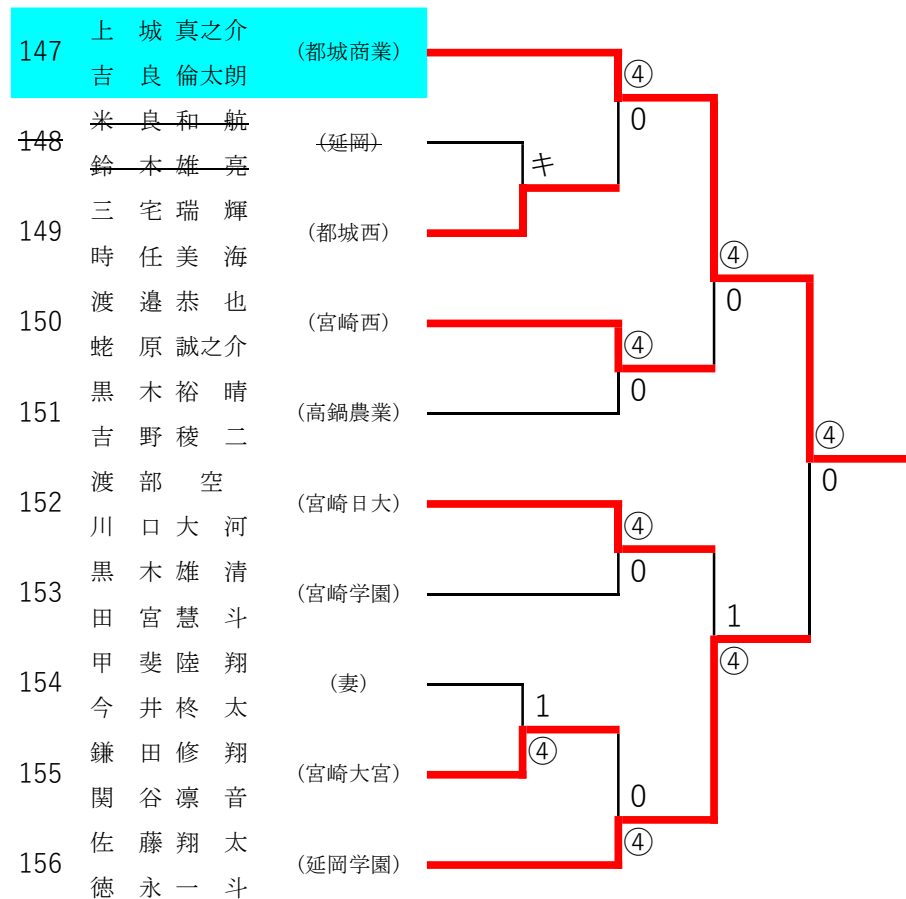 上 城 真之介
147 (都城商業)
吉 良 倫太朗
④
0
米 良 和 航
148 (延岡)
鈴 木 雄 亮
キ
三 宅 瑞 輝
149 (都城西)
時 任 美 海
④
0
渡 邉 恭 也
150 (宮崎西)
蛯 原 誠之介
④
0
黒 木 裕 晴
151 (高鍋農業)
吉 野 稜 二
④
0
渡 部 空
152 (宮崎日大)
川 口 大 河
④
0
黒 木 雄 清
153 (宮崎学園)
田 宮 慧 斗
1
④
甲 斐 陸 翔
154 (妻)
今 井 柊 太
1
④
鎌 田 修 翔
155 (宮崎大宮)
関 谷 凛 音
0
④
佐 藤 翔 太
156 (延岡学園)
徳 永 一 斗